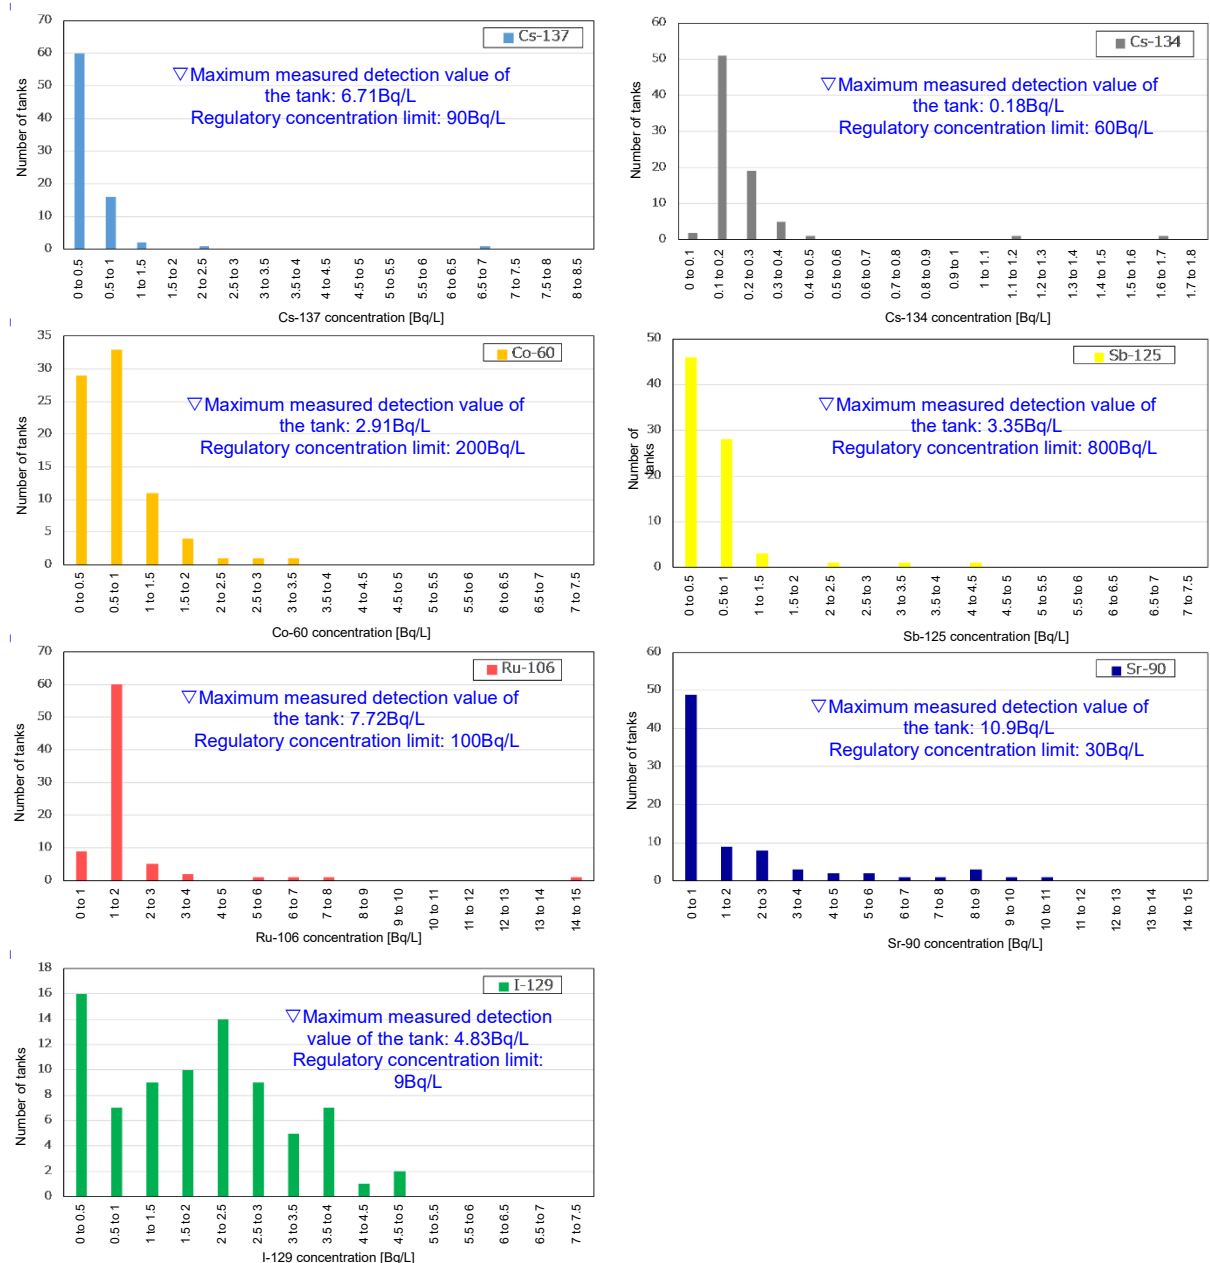 Cs-137
▽Maximum measured detection value of
the tank: 6.71Bq/L
Regulatory concentration limit: 90Bq/L
Number of tanks
70
60
50
40
30
20
10
0
0 to 0.5
0.5 to 1
1 to 1.5
1.5 to 2
2 to 2.5
2.5 to 3
3 to 3.5
3.5 to 4
4 to 4.5
4.5 to 5
5 to 5.5
5.5 to 6
6 to 6.5
6.5 to 7
7 to 7.5
7.5 to 8
8 to 8.5
Cs-137 concentration [Bq/L]
Cs-134
▽Maximum measured detection value of
the tank: 0.18Bq/L
Regulatory concentration limit: 60Bq/L
Number of tanks
60
50
40
30
20
10
0
0 to 0.1
0.1 to 0.2
0.2 to 0.3
0.3 to 0.4
0.4 to 0.5
0.5 to 0.6
0.6 to 0.7
0.7 to 0.8
0.8 to 0.9
0.9 to 1
1 to 1.1
1.1 to 1.2
1.2 to 1.3
1.3 to 1.4
1.4 to 1.5
1.5 to 1.6
1.6 to 1.7
1.7 to 1.8
Cs-134 concentration [Bq/L]
Co-60
▽Maximum measured detection value of
the tank: 2.91Bq/L
Regulatory concentration limit: 200Bq/L
Number of tanks
35
30
25
20
15
10
5
0
0 to 0.5
0.5 to 1
1 to 1.5
1.5 to 2
2 to 2.5
2.5 to 3
3 to 3.5
3.5 to 4
4 to 4.5
4.5 to 5
5 to 5.5
5.5 to 6
6 to 6.5
6.5 to 7
7 to 7.5
Co-60 concentration [Bq/L]
Sb-125
▽Maximum measured detection value of
the tank: 3.35Bq/L
Regulatory concentration limit: 800Bq/L
Number of
tanks
50
40
30
20
10
0
0 to 0.5
0.5 to 1
1 to 1.5
1.5 to 2
2 to 2.5
2.5 to 3
3 to 3.5
3.5 to 4
4 to 4.5
4.5 to 5
5 to 5.5
5.5 to 6
6 to 6.5
6.5 to 7
7 to 7.5
Sb-125 concentration [Bq/L]
Ru-106
▽Maximum measured detection value of
the tank: 7.72Bq/L
Regulatory concentration limit: 100Bq/L
Number of tanks
70
60
50
40
30
20
10
0
0 to 1
1 to 2
2 to 3
3 to 4
4 to 5
5 to 6
6 to 7
7 to 8
8 to 9
9 to 10
10 to 11
11 to 12
12 to 13
13 to 14
14 to 15
Ru-106 concentration [Bq/L]
Sr-90
▽Maximum measured detection value of
the tank: 10.9Bq/L
Regulatory concentration limit: 30Bq/L
Number of tanks
60
50
40
30
20
10
0
0 to 1
1 to 2
2 to 3
3 to 4
4 to 5
5 to 6
6 to 7
7 to 8
8 to 9
9 to 10
10 to 11
11 to 12
12 to 13
13 to 14
14 to 15
Sr-90 concentration [Bq/L]
I-129
▽Maximum measured detection
value of the tank: 4.83Bq/L
Regulatory concentration limit:
9Bq/L
Number of tanks
18
16
14
12
10
8
6
4
2
0
0 to 0.5
0.5 to 1
1 to 1.5
1.5 to 2
2 to 2.5
2.5 to 3
3 to 3.5
3.5 to 4
4 to 4.5
4.5 to 5
5 to 5.5
5.5 to 6
6 to 6.5
6.5 to 7
7 to 7.5
I-129 concentration [Bq/L]